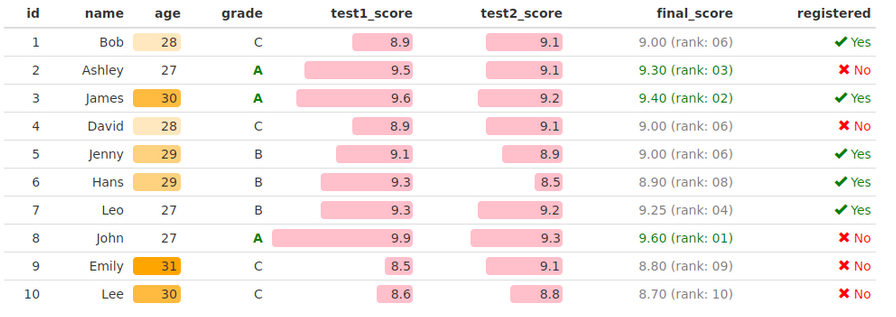 id name age grade test1_score test2_score final_score registered
1 Bob 28 C 8.9 9.1 9.00 (rank: 06) ✔ Yes
2 Ashley 27 A 9.5 9.1 9.30 (rank: 03) ✖ No
3 James 30 A 9.6 9.2 9.40 (rank: 02) ✔ Yes
4 David 28 C 8.9 9.1 9.00 (rank: 06) ✖ No
5 Jenny 29 B 9.1 8.9 9.00 (rank: 06) ✔ Yes
6 Hans 29 B 9.3 8.5 8.90 (rank: 08) ✔ Yes
7 Leo 27 B 9.3 9.2 9.25 (rank: 04) ✔ Yes
8 John 27 A 9.9 9.3 9.60 (rank: 01) ✖ No
9 Emily 31 C 8.5 9.1 8.80 (rank: 09) ✖ No
10 Lee 30 C 8.6 8.8 8.70 (rank: 10) ✖ No